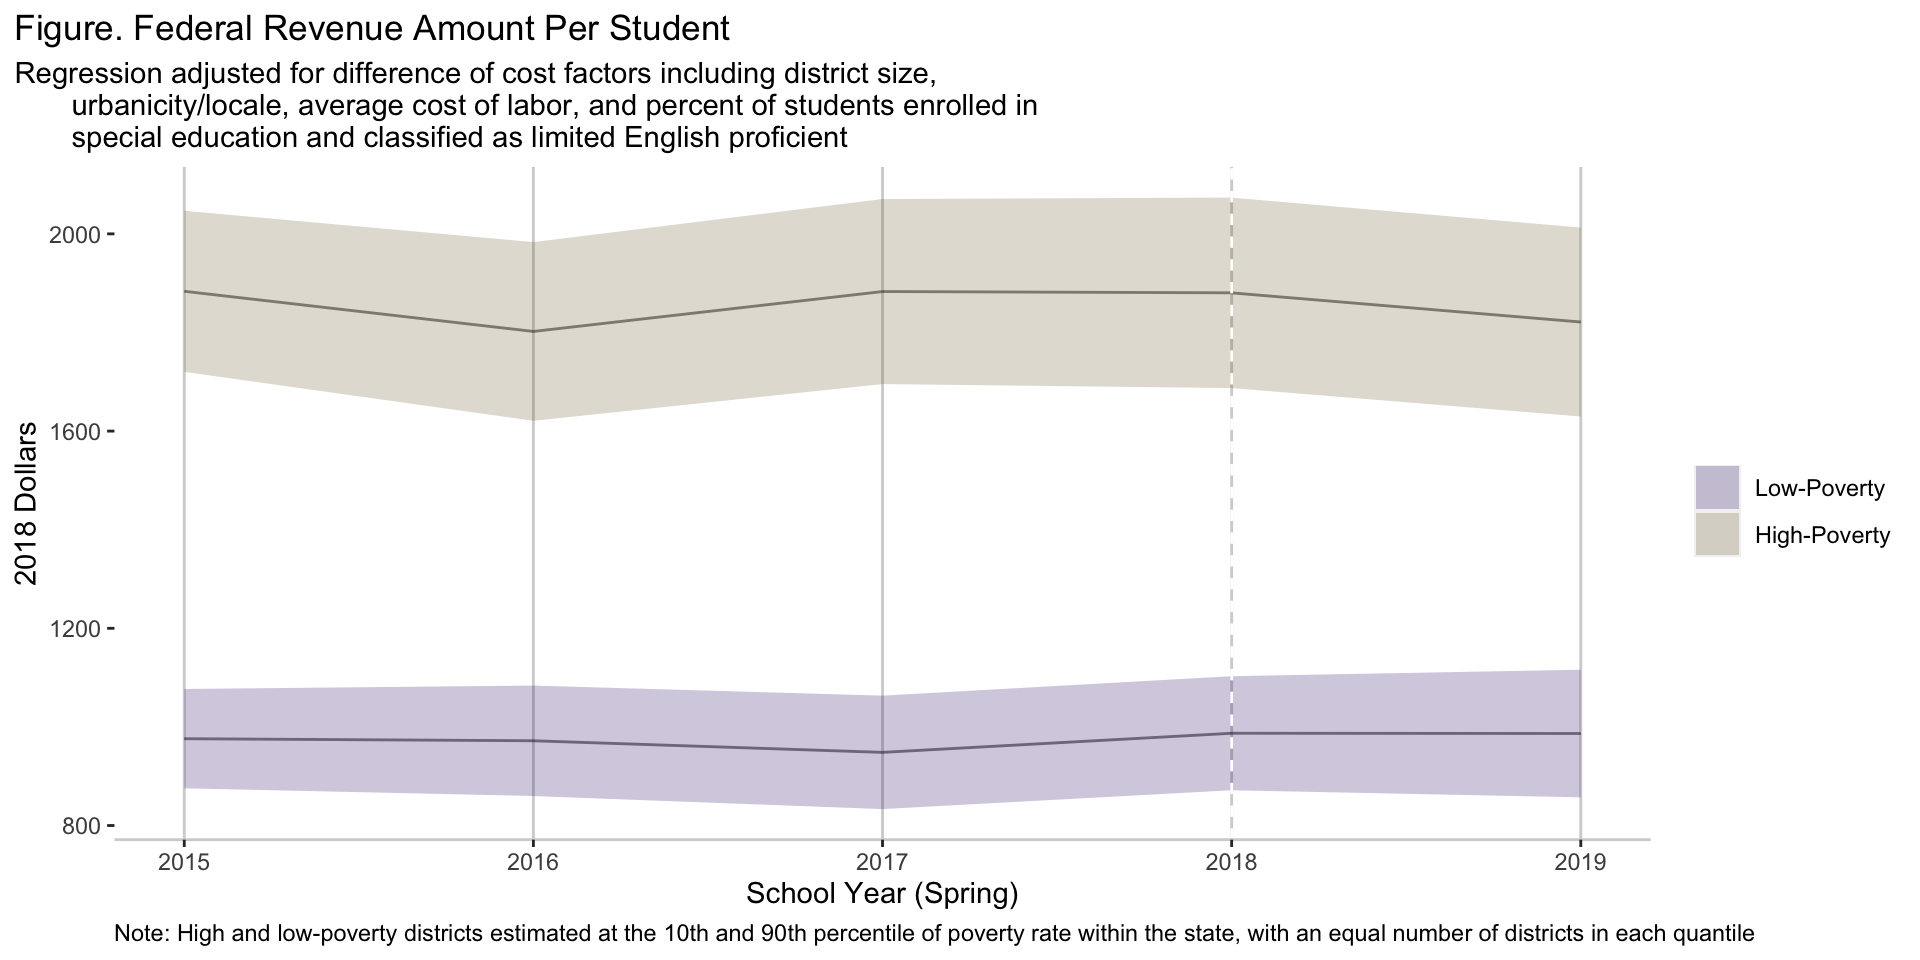 Figure. Federal Revenue Amount Per Student
Regression adjusted for difference of cost factors including district size,
urbanicity/locale, average cost of labor, and percent of students enrolled in
special education and classified as limited English proficient
2000
1600
1200
800
2018 Dollars
2015 2016 2017 2018 2019
School Year (Spring)
Low-Poverty
High-Poverty
Note: High and low-poverty districts estimated at the 10th and 90th percentile of poverty rate within the state, with an equal number of districts in each quantile